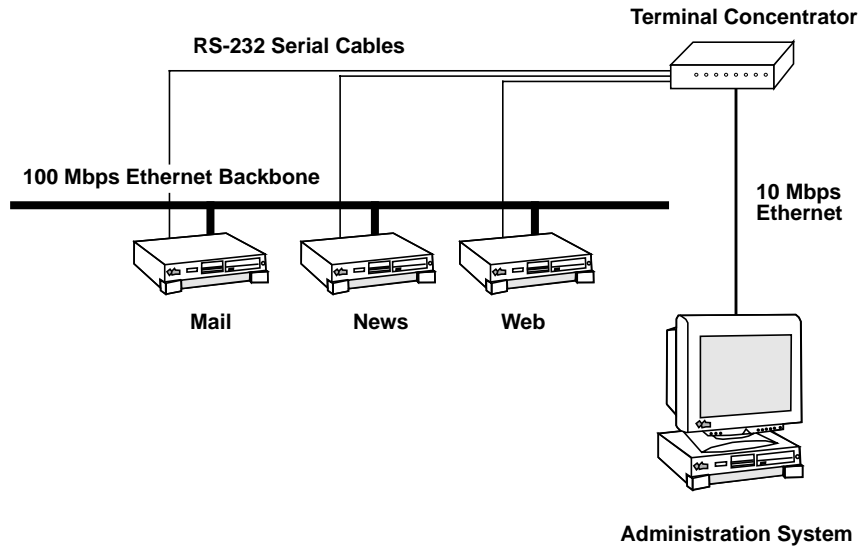 Terminal Concentrator
RS-232 Serial Cables
100 Mbps Ethernet Backbone
10 Mbps
Ethernet
Mail
News
Web
Administration System